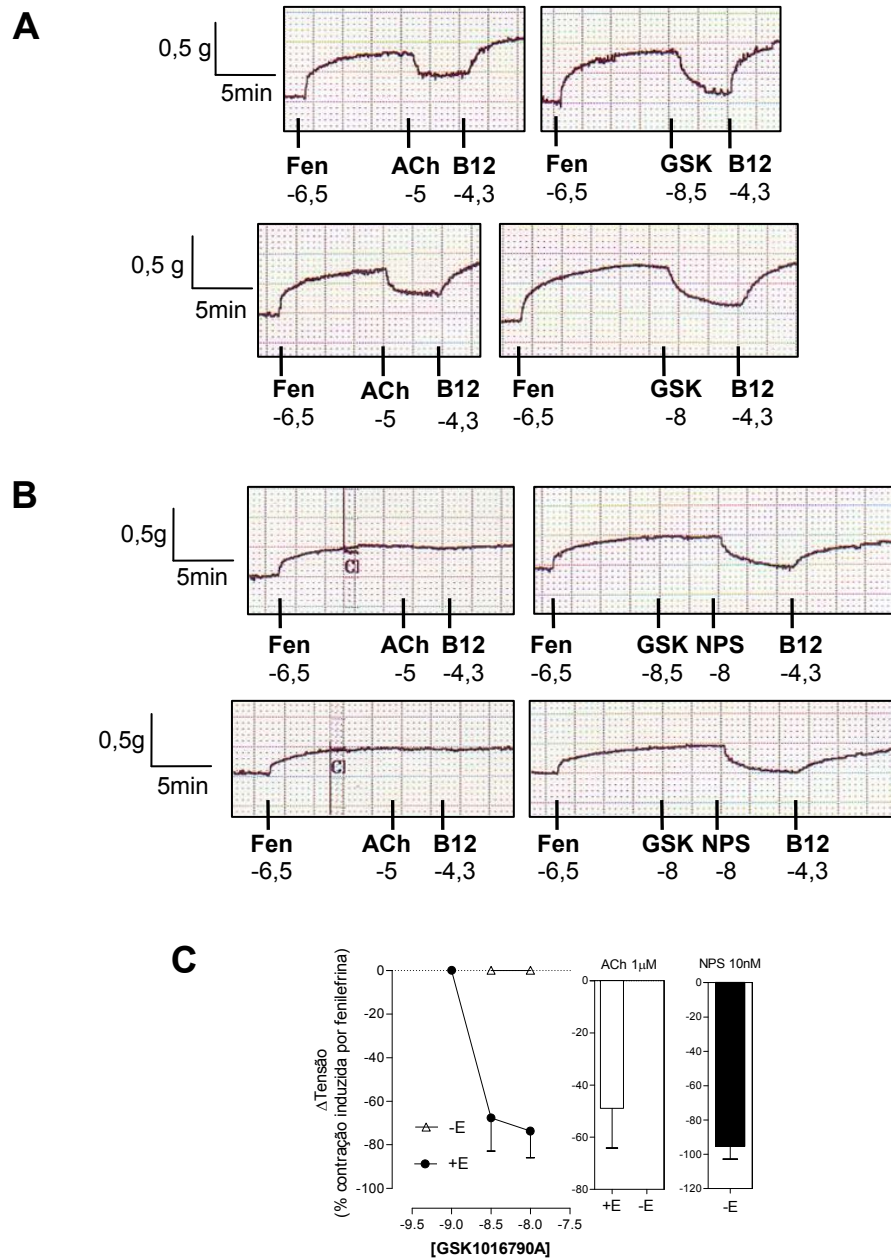 A
0,5 g
5min
Fen ACh B12
-6,5 -5 -4,3
Fen GSK B12
-6,5 -8,5 -4,3
0,5 g
5min
Fen ACh B12
-6,5 -5 -4,3
Fen GSK B12
-6,5 -8 -4,3
B
0,5g
5min
Fen ACh B12
-6,5 -5 -4,3
Fen GSK NPS B12
-6,5 -8,5 -8 -4,3
0,5g
5min
Fen ACh B12
-6,5 -5 -4,3
Fen GSK NPS B12
-6,5 -8 -8 -4,3
C
ΔTensão
(% contração induzida por fenilefrina)
0
-20
-40
-60
-80
-100
-E
+E
-9.5 -9.0 -8.5 -8.0 -7.5
[GSK1016790A]
ACh 1μM
0
-20
-40
-60
-80
+E -E
NPS 10nM
0
-20
-40
-60
-80
-100
-120
-E